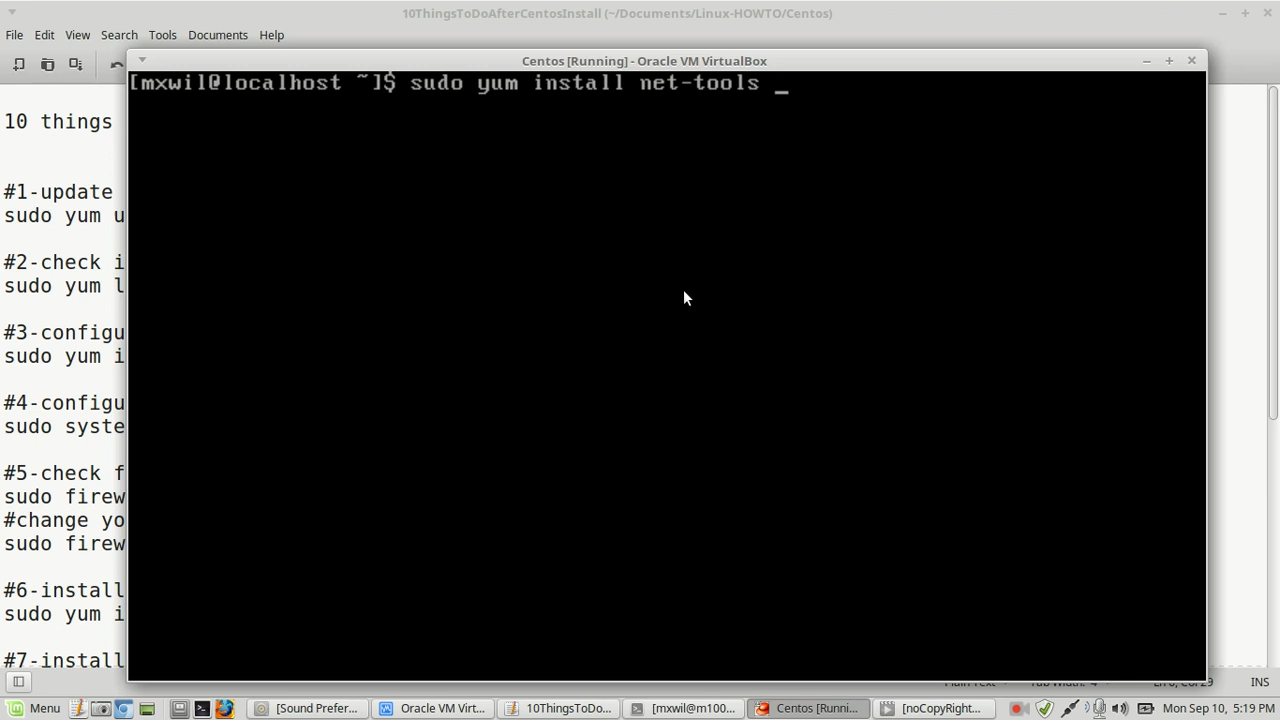 10ThingsToDoAfterCentosInstall (~/Documents/Linux-HOWTO/Centos)
File Edit View Search Tools Documents Help
Centos [Running] - Oracle VM VirtualBox
[mxwil@localhost ~]$ sudo yum install net-tools _
10 things
#1-update
sudo yum u
#2-check i
sudo yum l
#3-configu
sudo yum i
#4-configu
sudo syste
#5-check f
sudo firew
#change yo
sudo firew
#6-install
sudo yum i
#7-install
INS
Menu [Sound Prefer... Oracle VM Virt... 10ThingsToDo... [mxwil@m100... Centos [Runni... [noCopyRight... Mon Sep 10, 5:19 PM